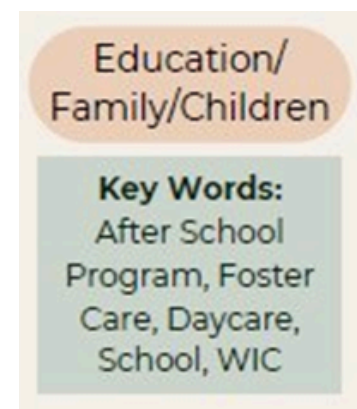 Education/
Family/Children
Key Words:
After School
Program, Foster
Care, Daycare,
School, WIC